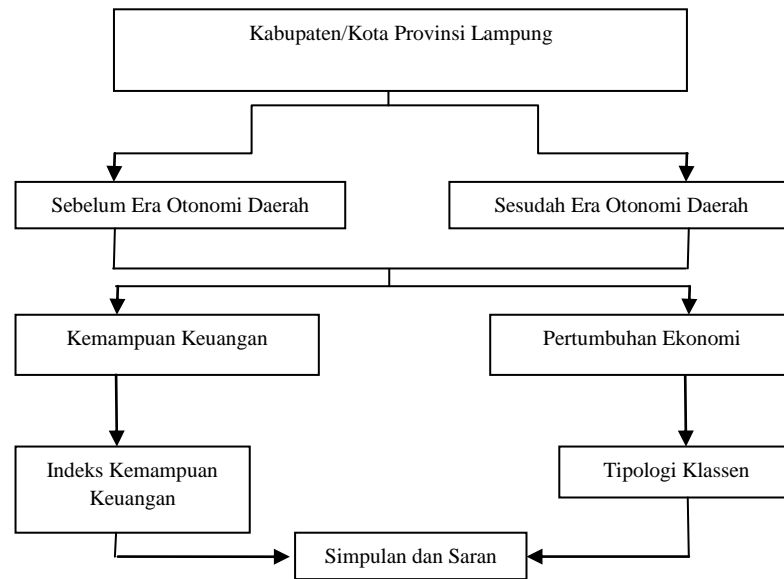 Kabupaten/Kota Provinsi Lampung
Sebelum Era Otonomi Daerah
Sesudah Era Otonomi Daerah
Kemampuan Keuangan
Pertumbuhan Ekonomi
Indeks Kemampuan
Keuangan
Tipologi Klassen
Simpulan dan Saran